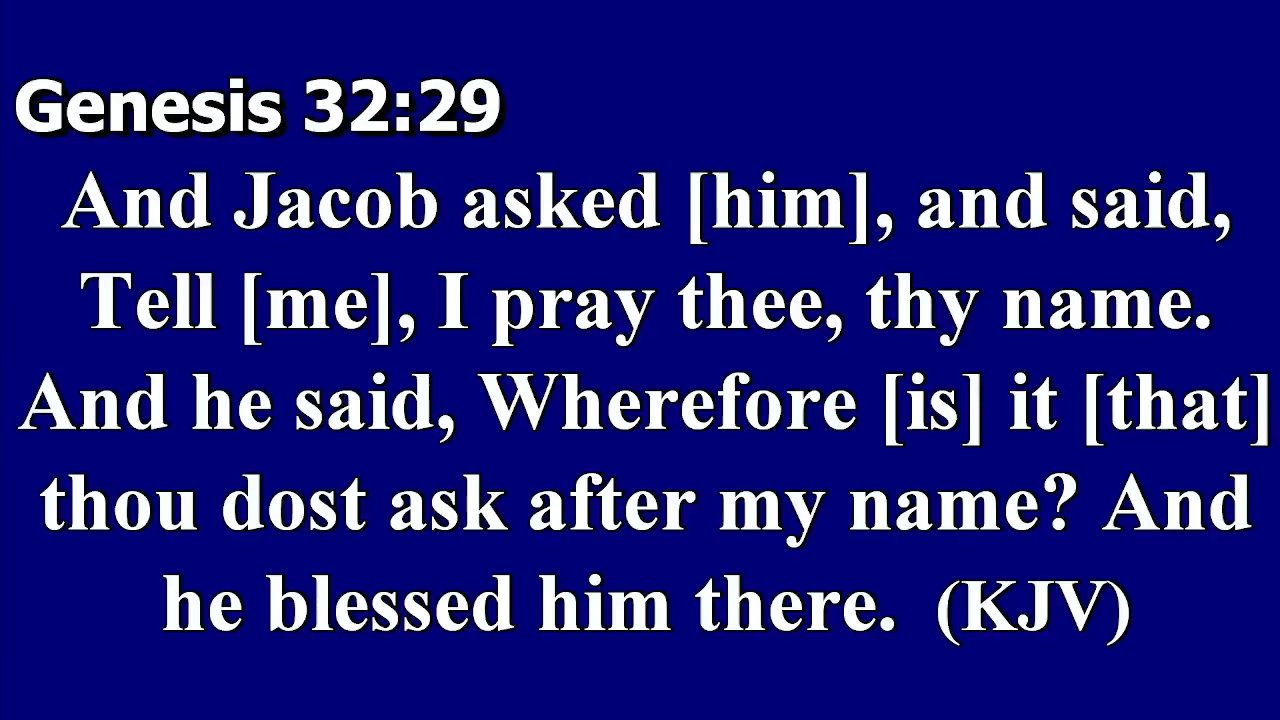 Genesis 32:29
And Jacob asked [him], and said,
Tell [me], I pray thee, thy name.
And he said, Wherefore [is] it [that]
thou dost ask after my name? And
he blessed him there. (KJV)